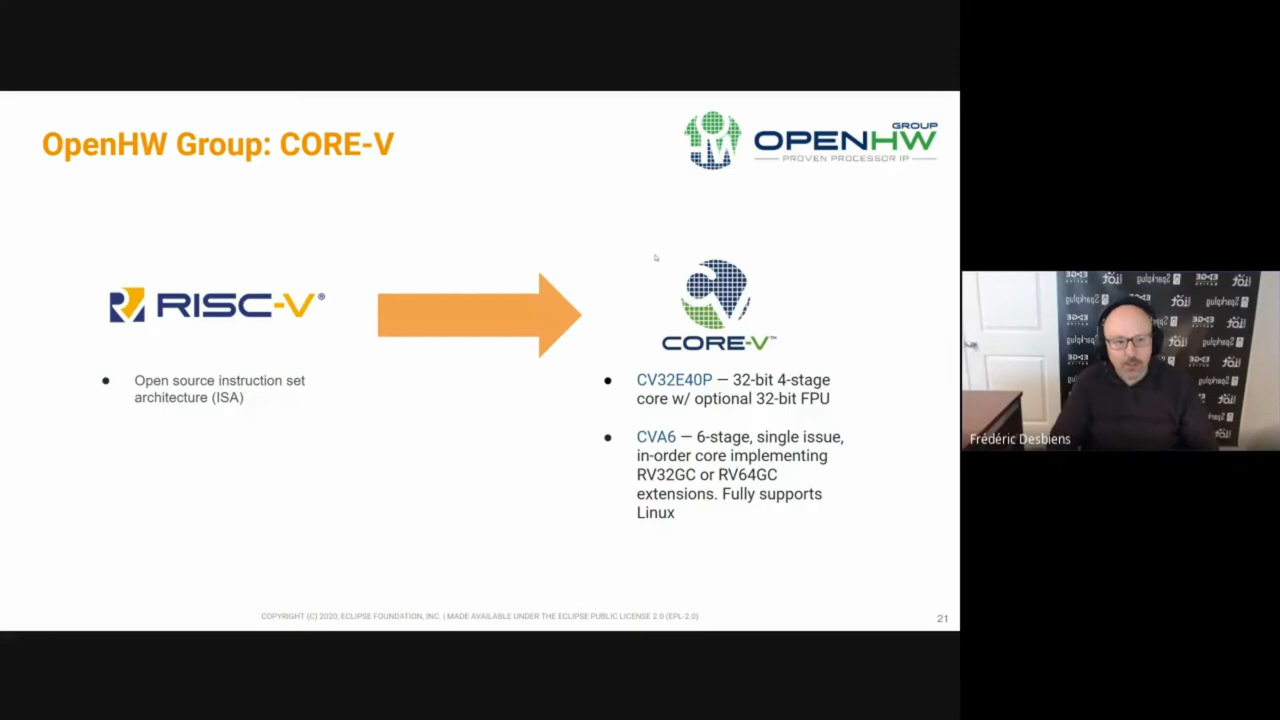 OpenHW Group: CORE-V
GROUP
OPENHW
PROVEN PROCESSOR IP
RISC-V®
CORE-V™
● Open source instruction set
architecture (ISA)
● CV32E40P — 32-bit 4-stage
core w/ optional 32-bit FPU
● CVA6 — 6-stage, single issue,
in-order core implementing
RV32GC or RV64GC
extensions. Fully supports
Linux
COPYRIGHT (C) 2020, ECLIPSE FOUNDATION, INC. | MADE AVAILABLE UNDER THE ECLIPSE PUBLIC LICENSE 2.0 (EPL-2.0)
21
Frédéric Desbiens